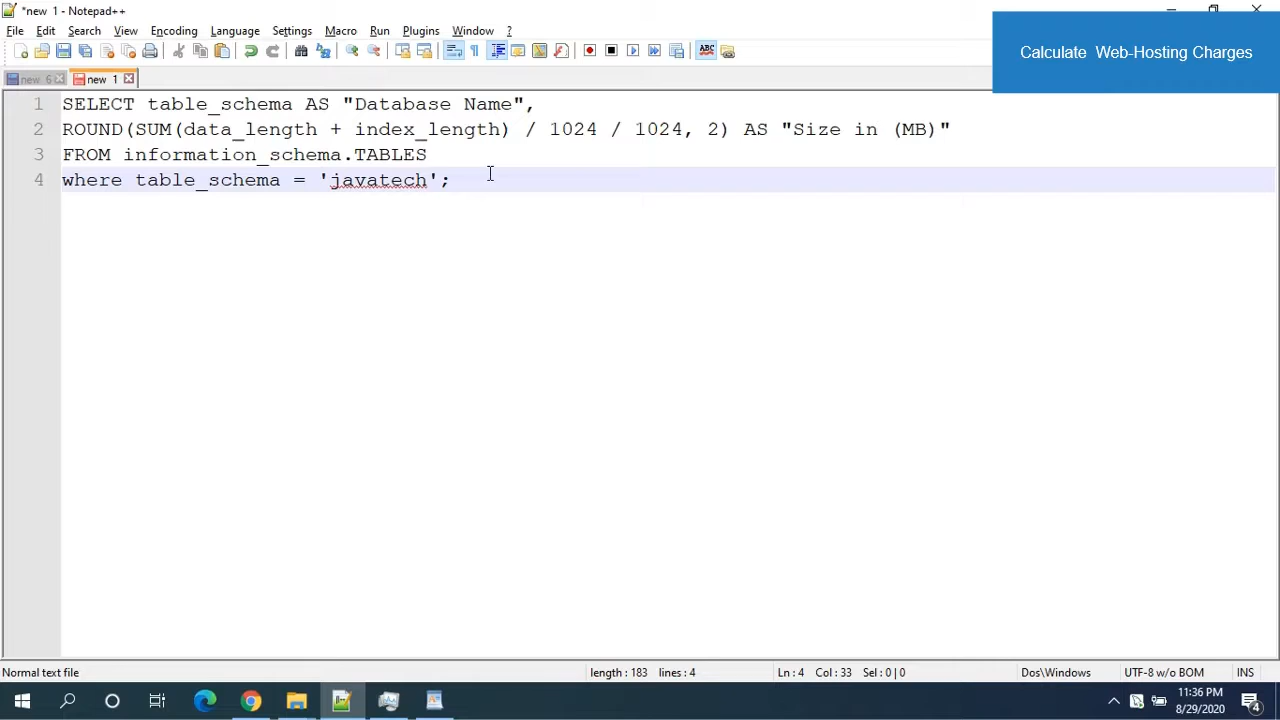 *new 1 - Notepad++
File Edit Search View Encoding Language Settings Macro Run Plugins Window ?
Calculate Web-Hosting Charges
new 6 new 1
1 SELECT table_schema AS "Database Name",
2 ROUND(SUM(data_length + index_length) / 1024 / 1024, 2) AS "Size in (MB)"
3 FROM information_schema.TABLES
4 where table_schema = 'javatech';
Normal text file length : 183 lines : 4 Ln : 4 Col : 33 Sel : 0 | 0 Dos\Windows UTF-8 w/o BOM INS
11:36 PM
8/29/2020
4